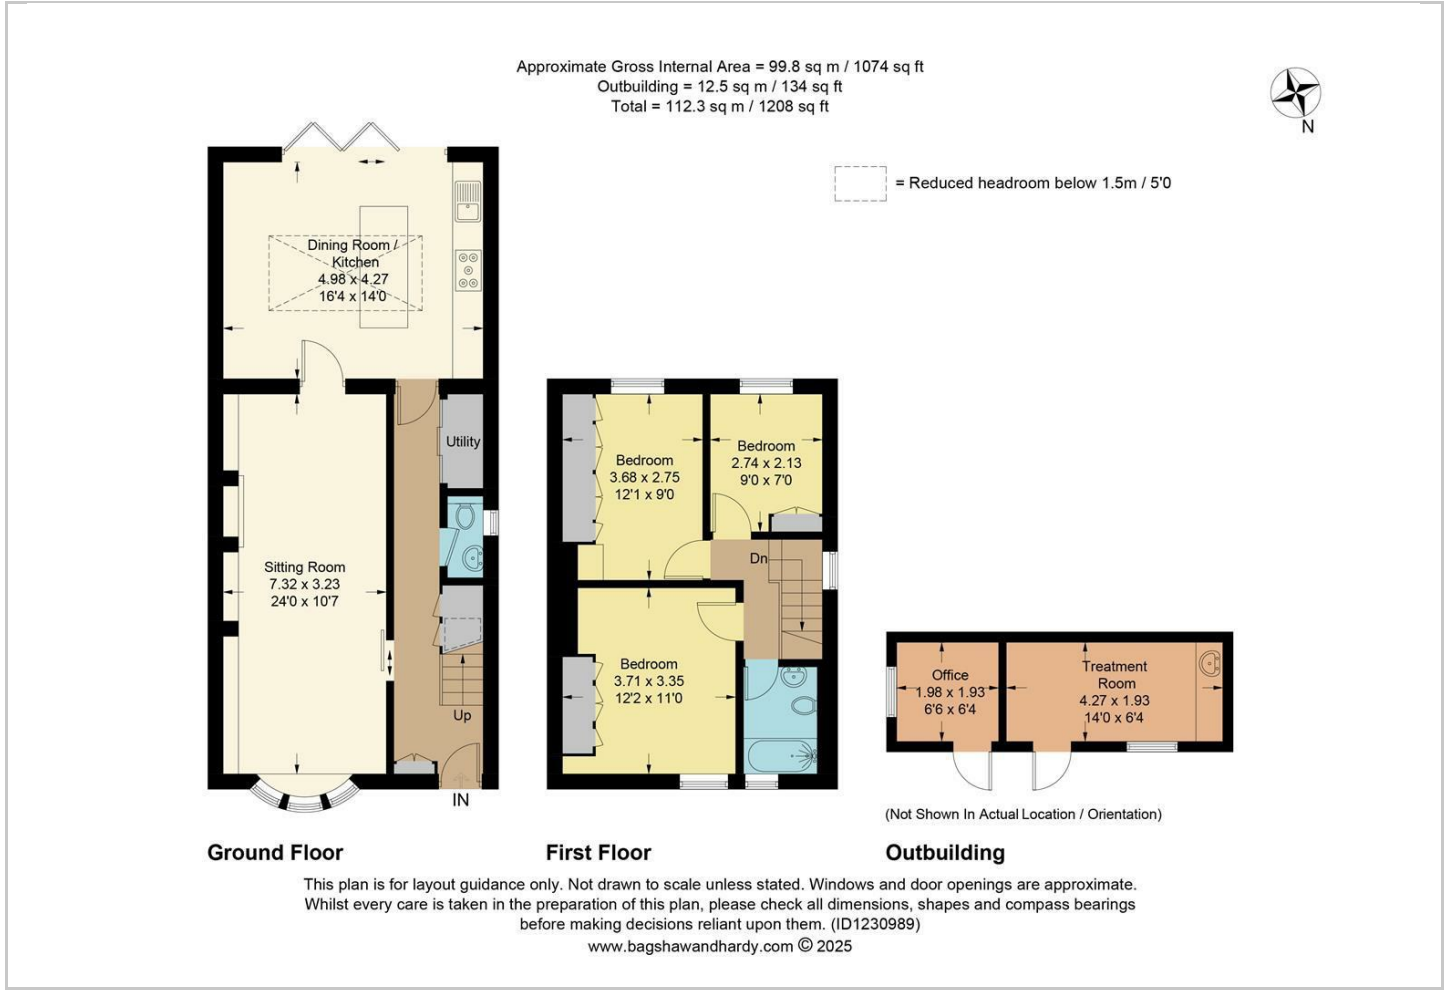 Approximate Gross Internal Area = 99.8 sq m / 1074 sq ft
Outbuilding = 12.5 sq m / 134 sq ft
Total = 112.3 sq m / 1208 sq ft
N
= Reduced headroom below 1.5m / 5'0
Dining Room /
Kitchen
4.98 x 4.27
16'4 x 14'0
Utility
Sitting Room
7.32 x 3.23
24'0 x 10'7
Up
IN
Ground Floor
Bedroom
3.68 x 2.75
12'1 x 9'0
Bedroom
2.74 x 2.13
9'0 x 7'0
Dn
Bedroom
3.71 x 3.35
12'2 x 11'0
First Floor
Office
1.98 x 1.93
6'6 x 6'4
Treatment
Room
4.27 x 1.93
14'0 x 6'4
(Not Shown In Actual Location / Orientation)
Outbuilding
This plan is for layout guidance only. Not drawn to scale unless stated. Windows and door openings are approximate.
Whilst every care is taken in the preparation of this plan, please check all dimensions, shapes and compass bearings
before making decisions reliant upon them. (ID1230989)
www.bagshawandhardy.com © 2025